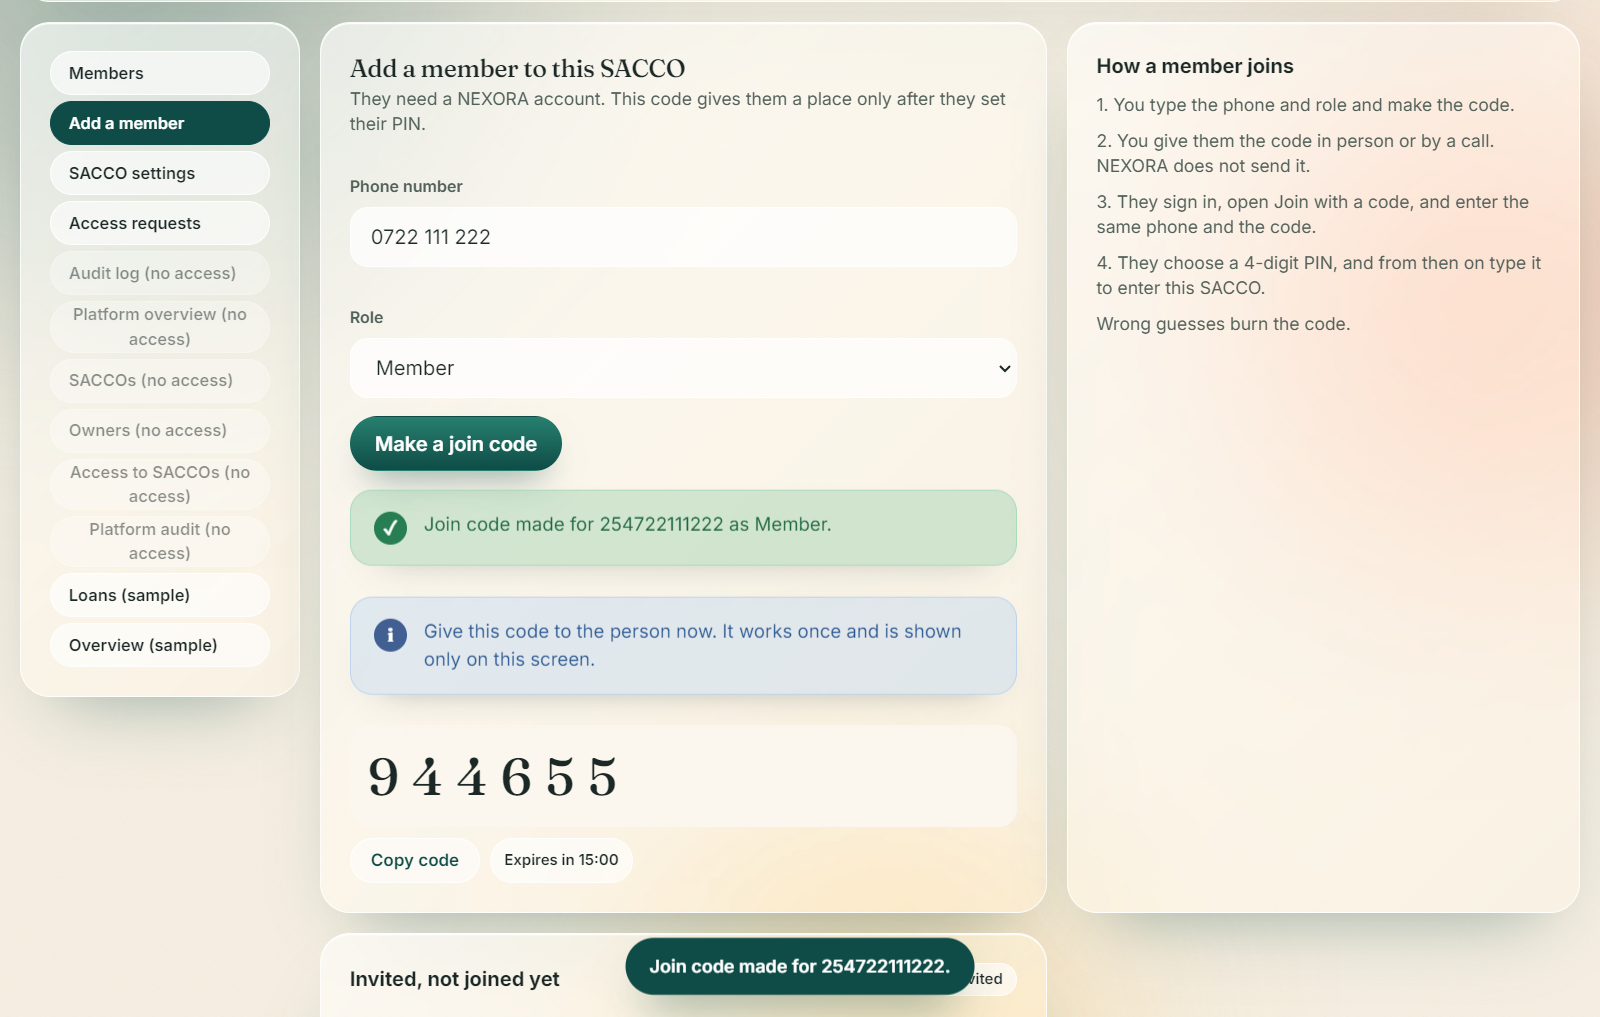 Members
Add a member
SACCO settings
Access requests
Audit log (no access)
Platform overview (no
access)
SACCOs (no access)
Owners (no access)
Access to SACCOs (no
access)
Platform audit (no
access)
Loans (sample)
Overview (sample)
Add a member to this SACCO
They need a NEXORA account. This code gives them a place only after they set
their PIN.
Phone number
0722 111 222
Role
Member
Make a join code
Join code made for 254722111222 as Member.
Give this code to the person now. It works once and is shown
only on this screen.
944655
Copy code
Expires in 15:00
Invited, not joined yet
Join code made for 254722111222.
How a member joins
1. You type the phone and role and make the code.
2. You give them the code in person or by a call.
NEXORA does not send it.
3. They sign in, open Join with a code, and enter the
same phone and the code.
4. They choose a 4-digit PIN, and from then on type it
to enter this SACCO.
Wrong guesses burn the code.